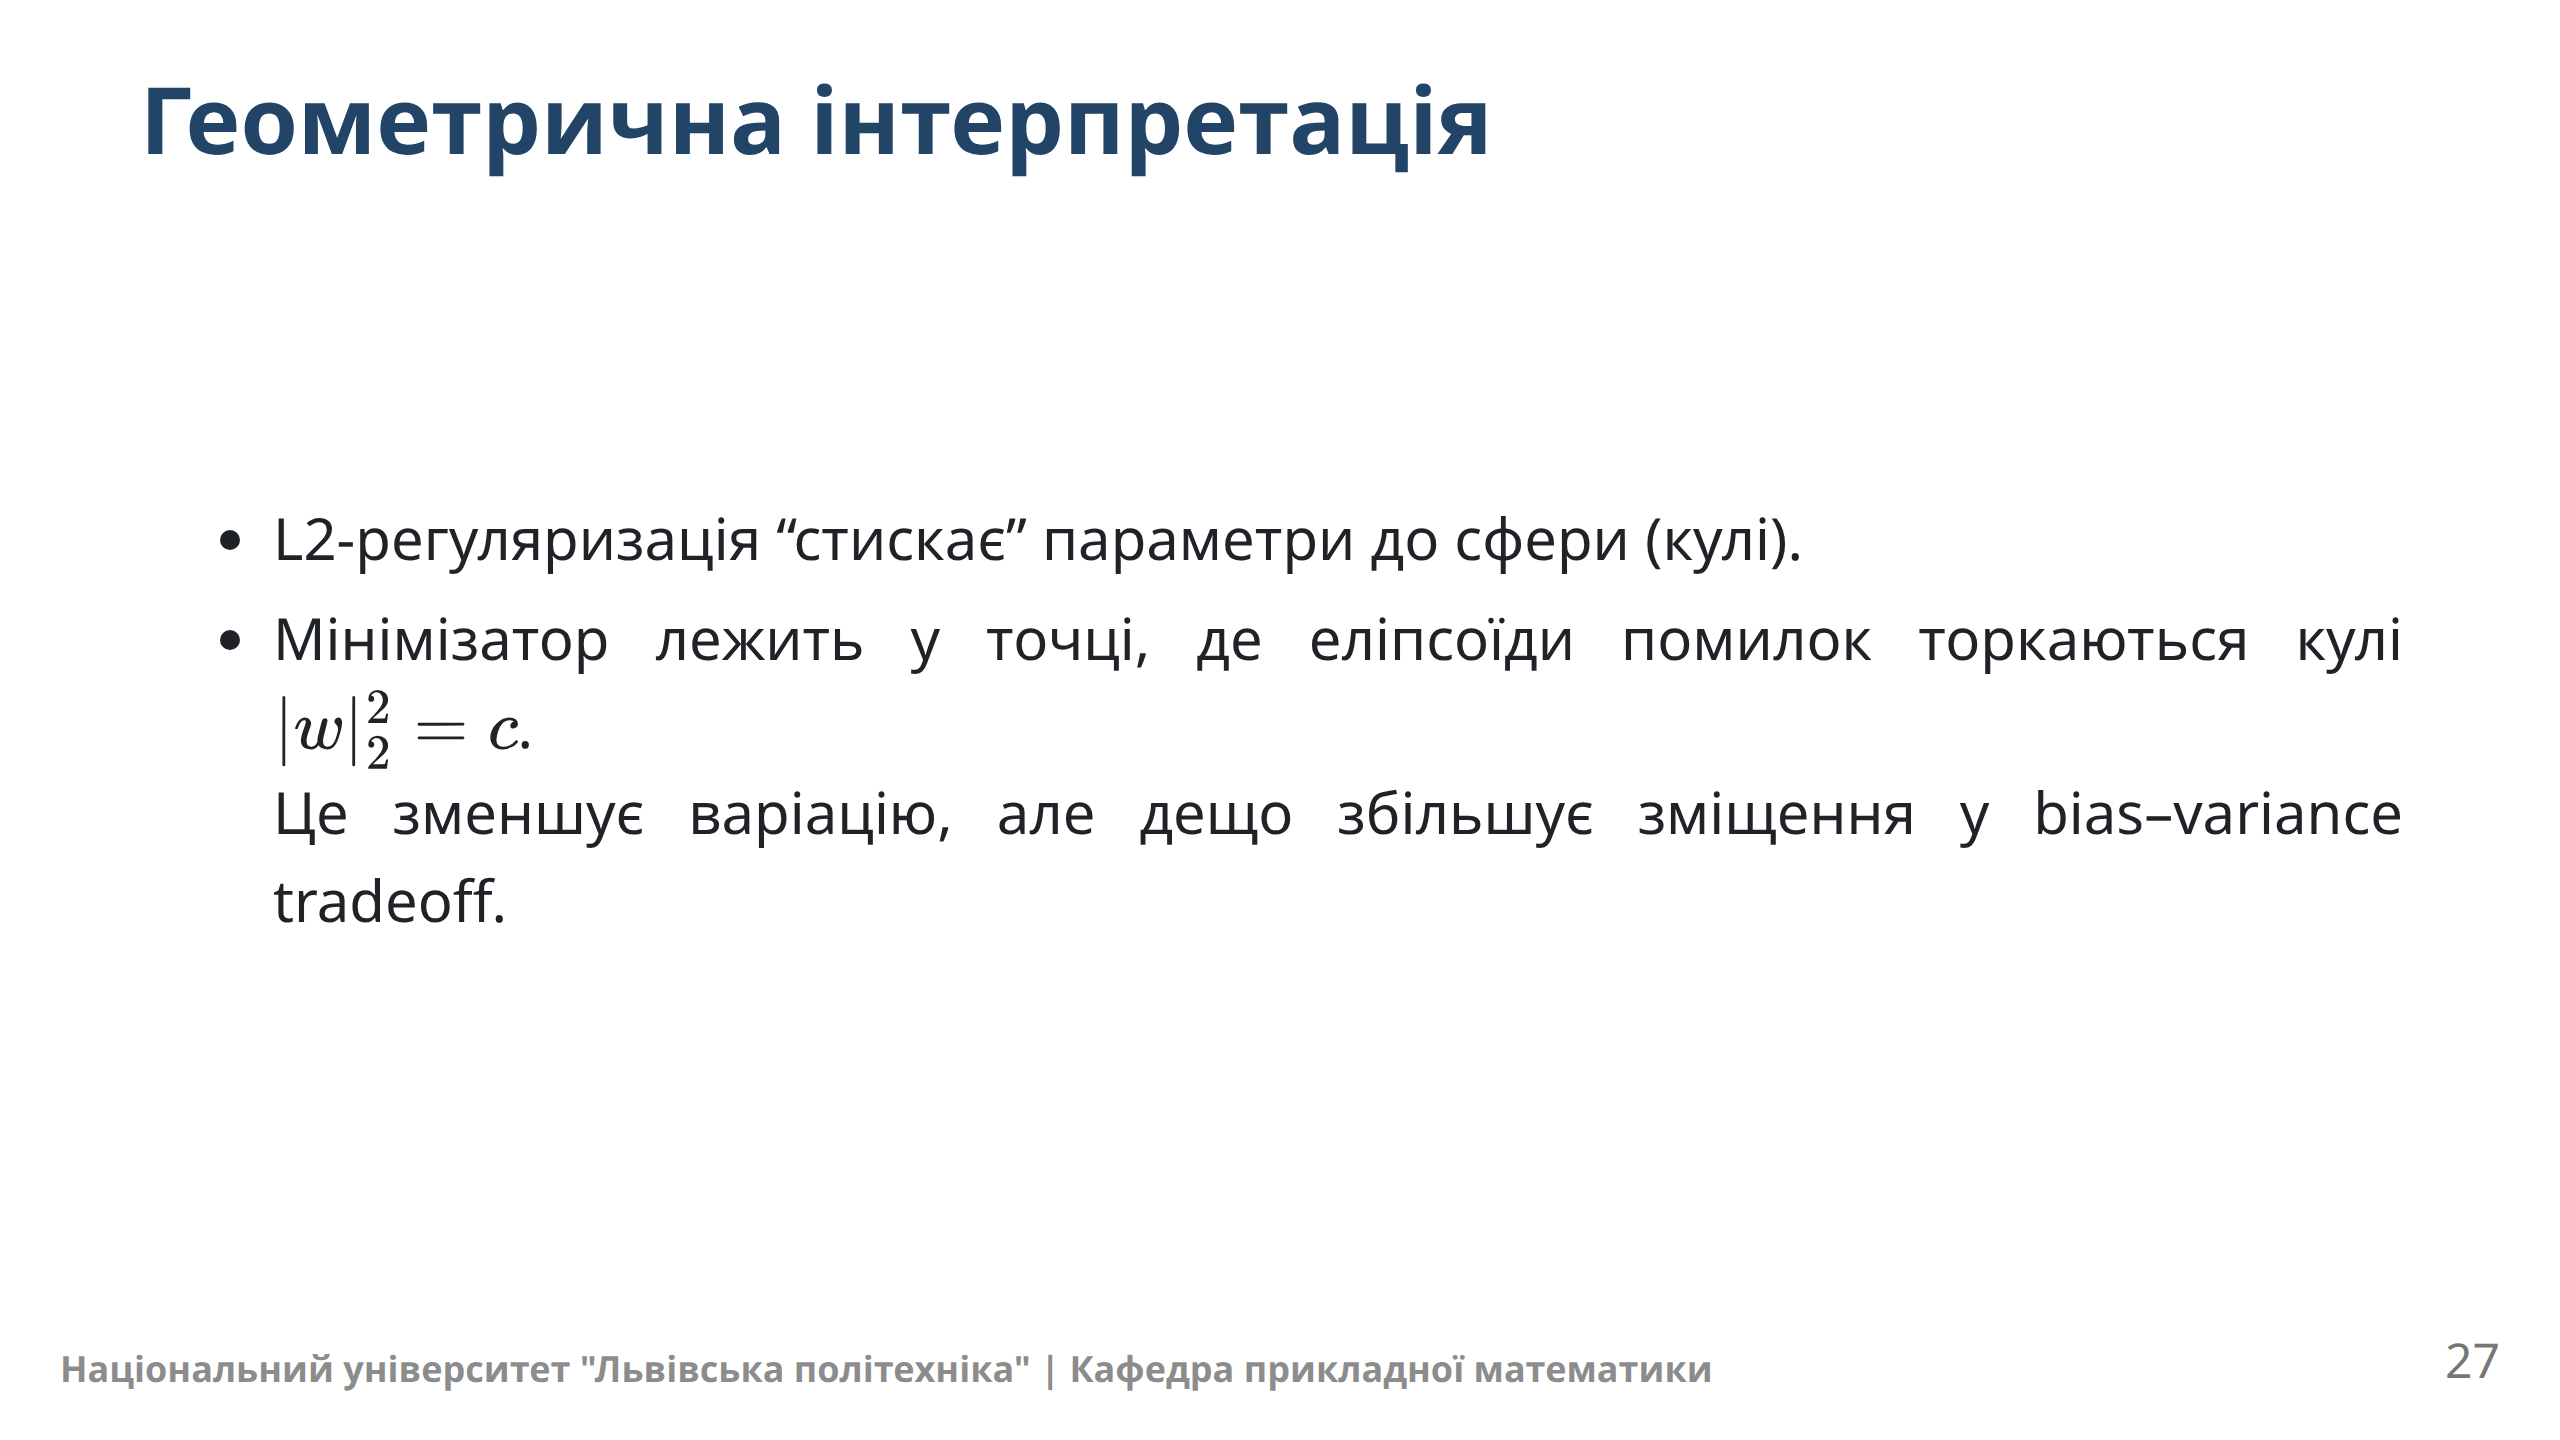 Геометрична інтерпретація
• L2-регуляризація “стискає” параметри до сфери (кулі).
• Мінімізатор лежить у точці, де еліпсоїди помилок торкаються кулі
|w|₂² = c.
Це зменшує варіацію, але дещо збільшує зміщення у bias–variance
tradeoff.
Національний університет "Львівська політехніка" | Кафедра прикладної математики
27